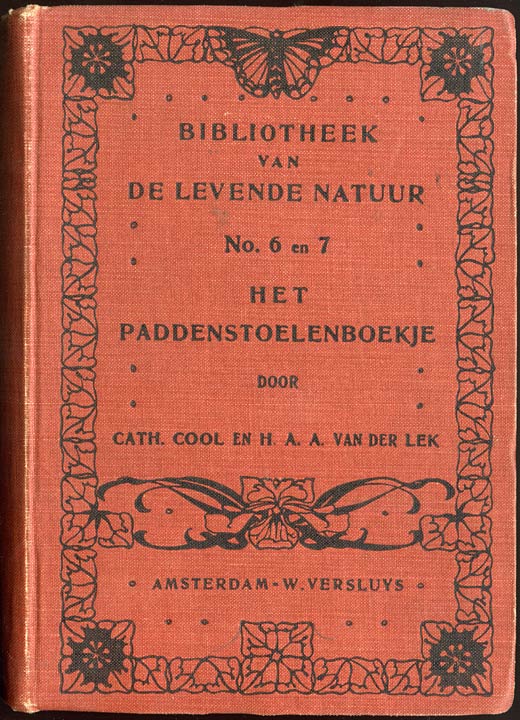 BIBLIOTHEEK
VAN
DE LEVENDE NATUUR
No. 6 en 7
HET
PADDENSTOELENBOEKJE
DOOR
CATH. COOL EN H. A. A. VAN DER LEK
AMSTERDAM - W. VERSLUYS